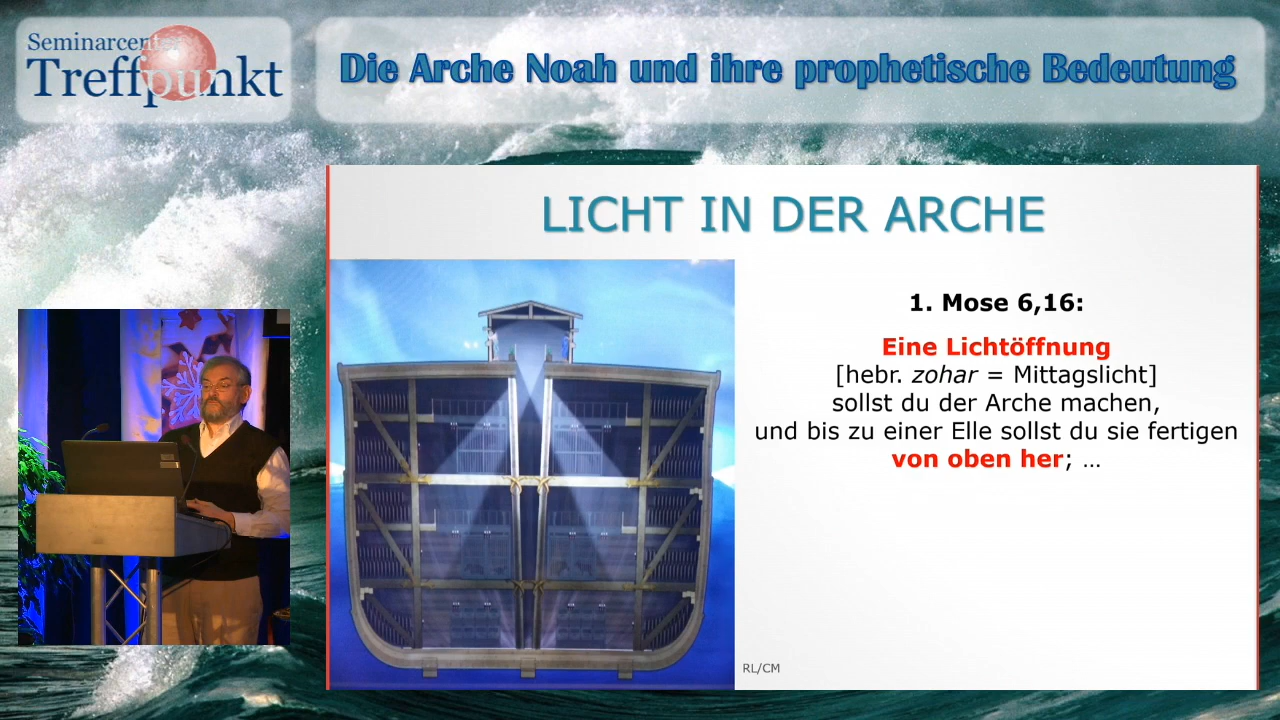 Seminarcenter
Treffpunkt
Die Arche Noah und ihre prophetische Bedeutung
LICHT IN DER ARCHE
1. Mose 6,16:
Eine Lichtöffnung
[hebr. zohar = Mittagslicht]
sollst du der Arche machen,
und bis zu einer Elle sollst du sie fertigen
von oben her; …
RL/CM